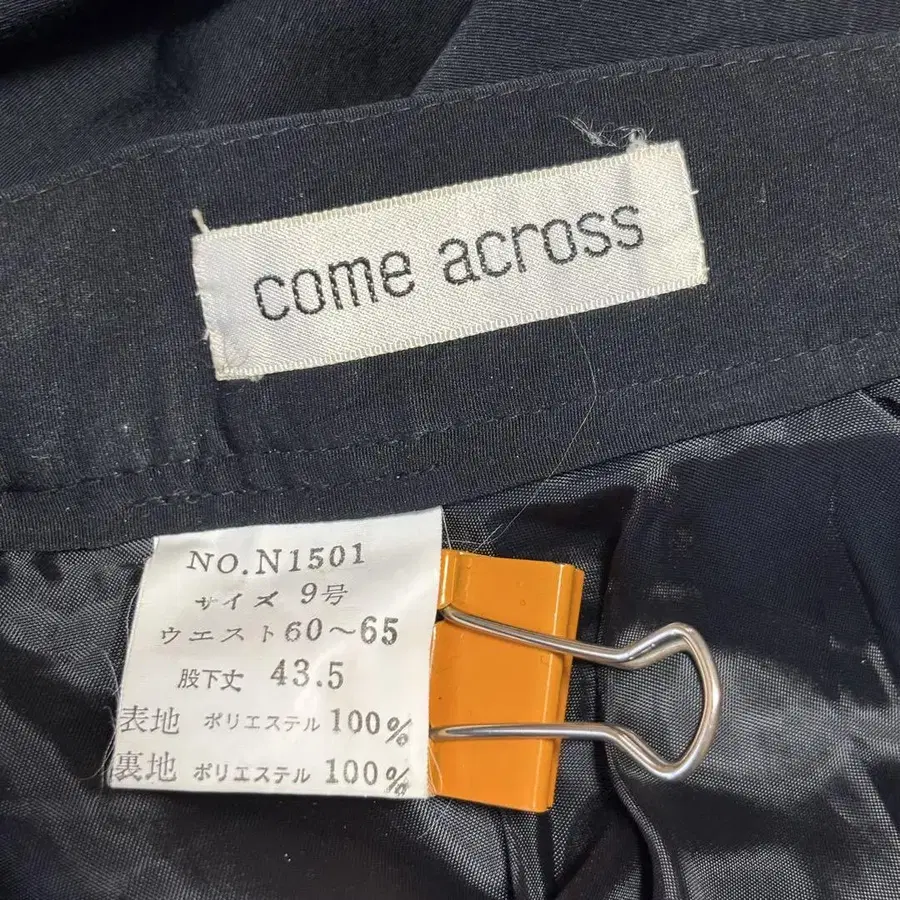 come across
NO.N1501
サイズ 9号
ウエスト60～65
股下丈 43.5
表地 ポリエステル 100%
裏地 ポリエステル 100%